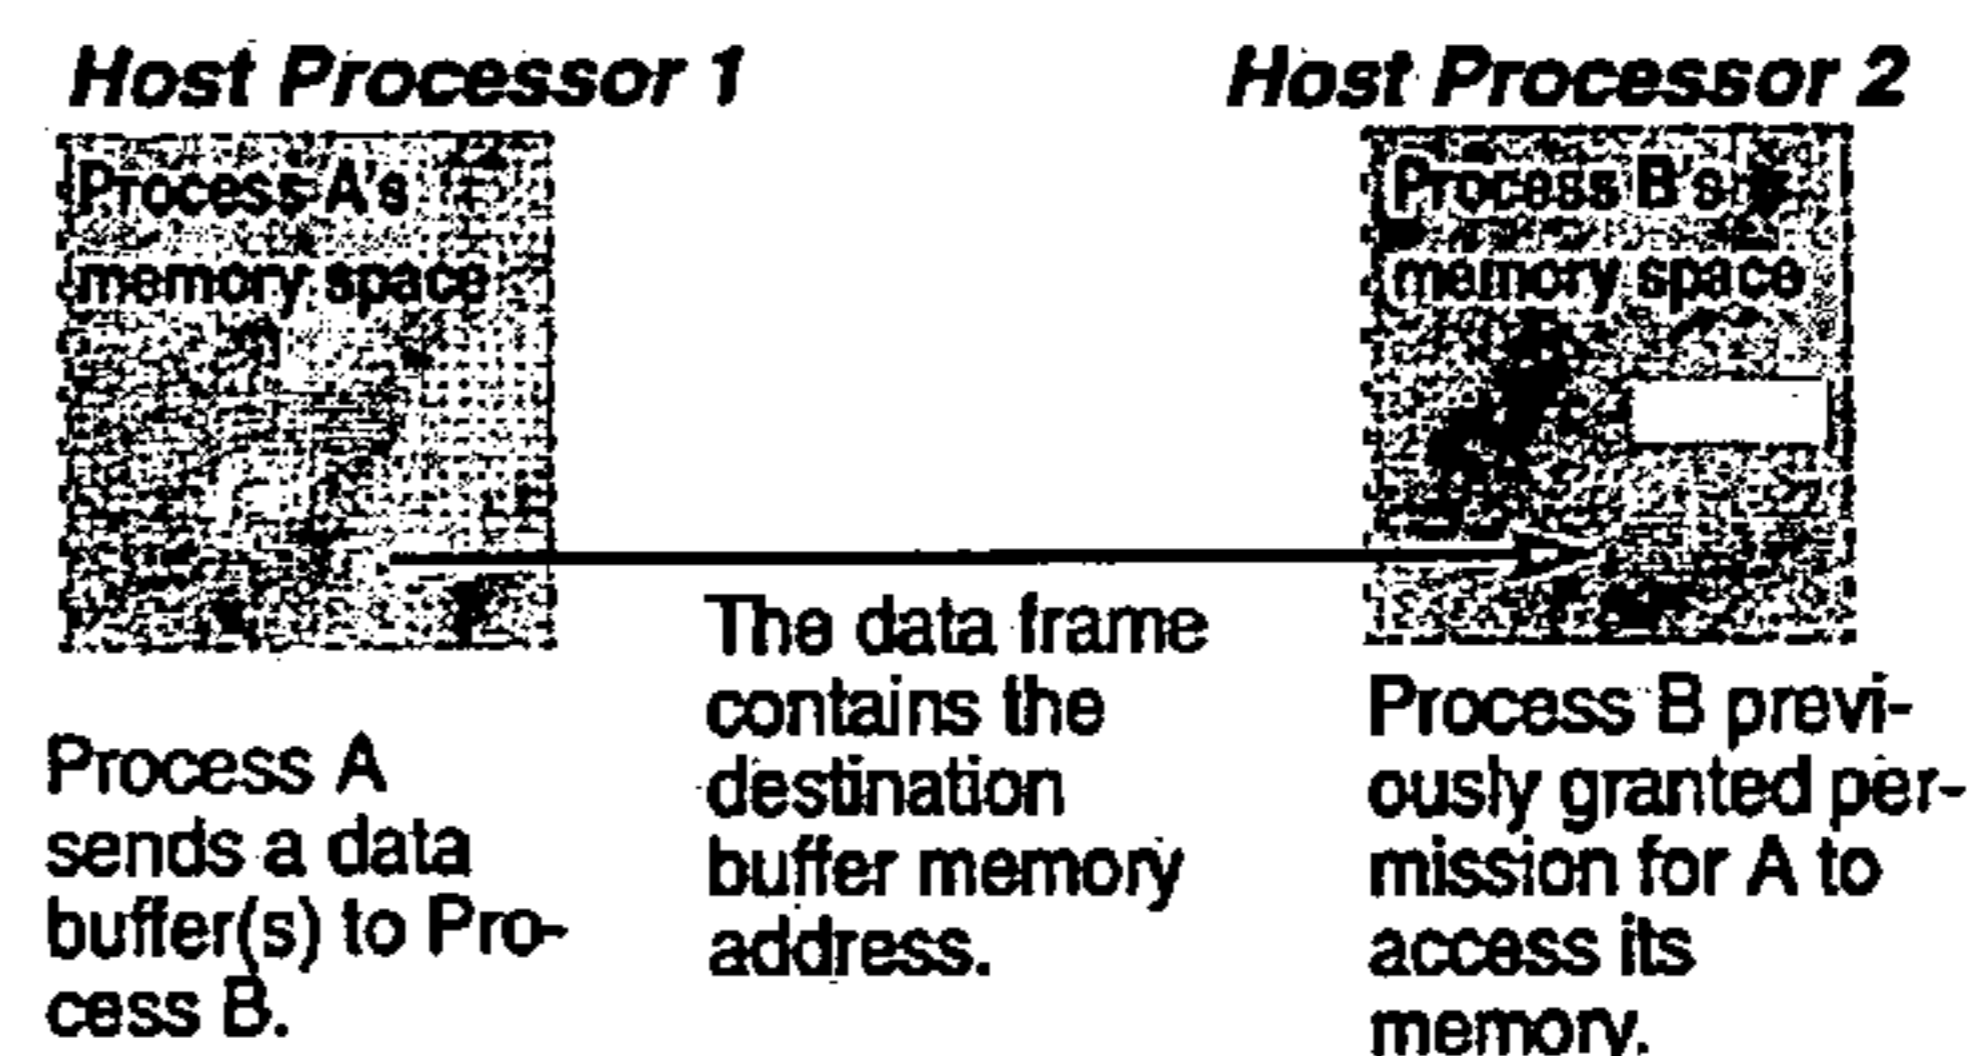 Host Processor 1
Host Processor 2
Process A's
memory space
Process B's
memory space
Process A
sends a data
buffer(s) to Pro-
cess B.
The data frame
contains the
destination
buffer memory
address.
Process B previ-
ously granted per-
mission for A to
access its
memory.